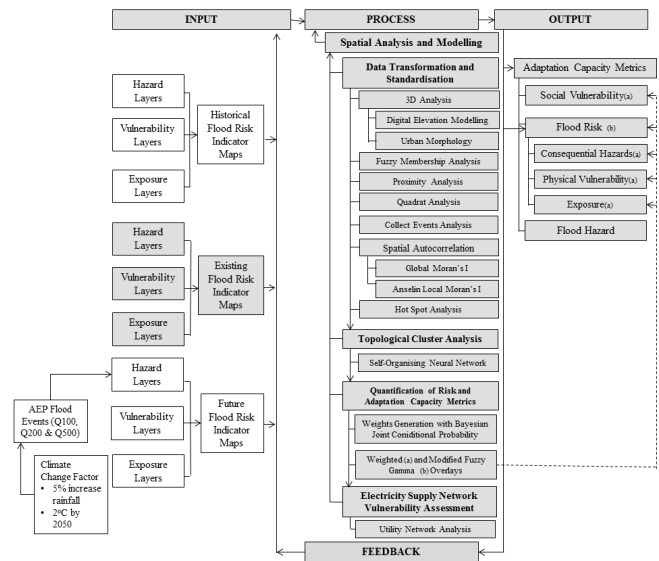 INPUT
PROCESS
OUTPUT
Spatial Analysis and Modelling
Data Transformation and
Standardisation
3D Analysis
Digital Elevation Modelling
Urban Morphology
Fuzzy Membership Analysis
Proximity Analysis
Quadrat Analysis
Collect Events Analysis
Spatial Autocorrelation
Global Moran's I
Anselin Local Moran's I
Hot Spot Analysis
Topological Cluster Analysis
Self-Organising Neural Network
Quantification of Risk and
Adaptation Capacity Metrics
Weights Generation with Bayesian
Joint Coniditional Probability
Weighted (a) and Modified Fuzzy
Gamma (b) Overlays
Electricity Supply Network
Vulnerability Assessment
Utility Network Analysis
FEEDBACK
Hazard
Layers
Vulnerability
Layers
Exposure
Layers
Historical
Flood Risk
Indicator
Maps
Hazard
Layers
Vulnerability
Layers
Exposure
Layers
Existing
Flood Risk
Indicator
Maps
Hazard
Layers
Vulnerability
Layers
Exposure
Layers
Future
Flood Risk
Indicator
Maps
AEP Flood
Events (Q100,
Q200 & Q500)
Climate
Change Factor
• 5% increase
rainfall
• 2°C by
2050
Adaptation Capacity Metrics
Social Vulnerability(a)
Flood Risk (b)
Consequential Hazards(a)
Physical Vulnerability(a)
Exposure(a)
Flood Hazard